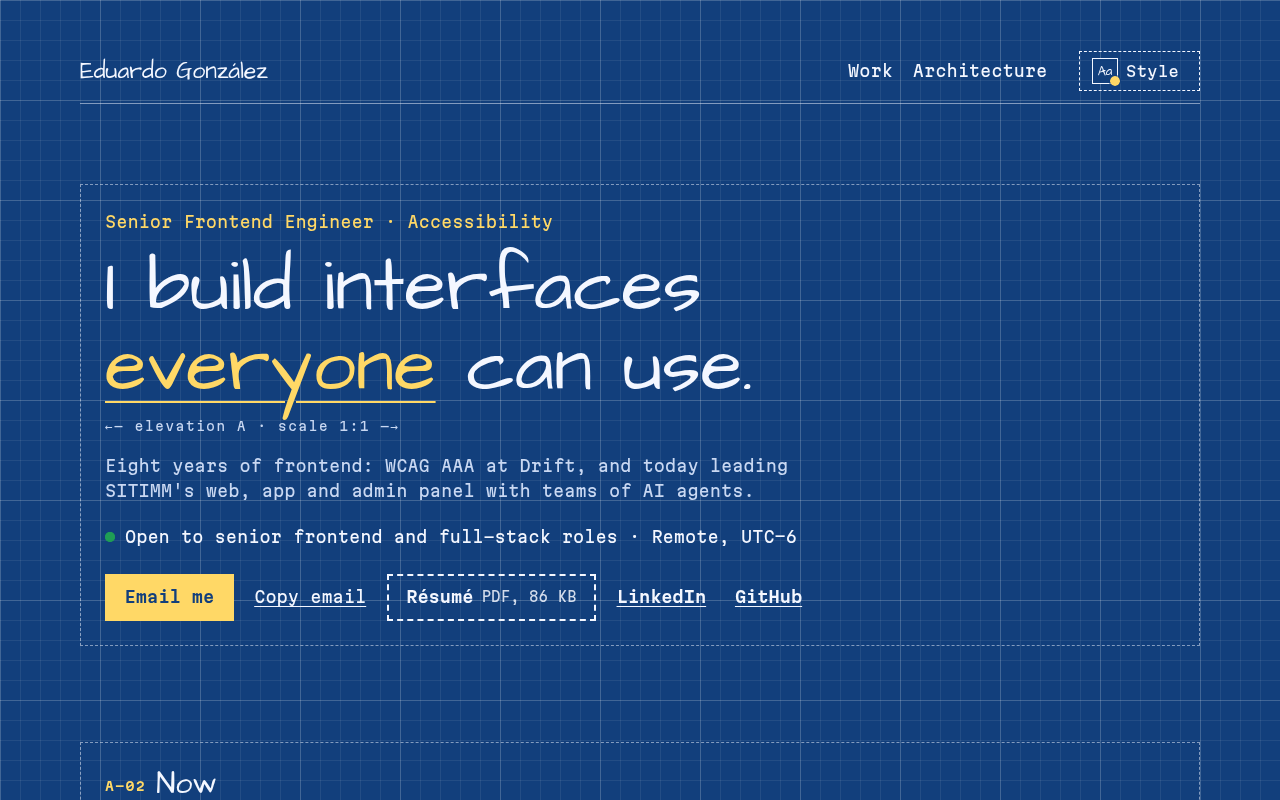 Eduardo González
Work Architecture Aa Style
Senior Frontend Engineer · Accessibility
I build interfaces
everyone can use.
←— elevation A · scale 1:1 —→
Eight years of frontend: WCAG AAA at Drift, and today leading
SITIMM's web, app and admin panel with teams of AI agents.
Open to senior frontend and full-stack roles · Remote, UTC-6
Email me Copy email Résumé PDF, 86 KB LinkedIn GitHub
A-02 Now